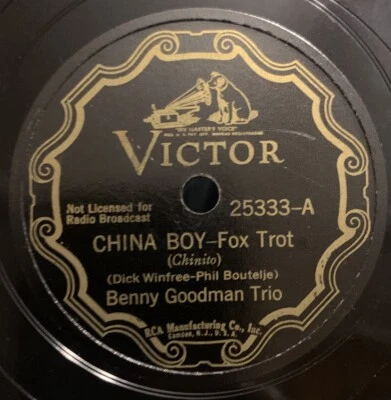 "HIS MASTER'S VOICE"
VICTOR
Not Licensed for
Radio Broadcast
25333-A
CHINA BOY-Fox Trot
(Chinito)
(Dick Winfree-Phil Boutelje)
Benny Goodman Trio
RCA Manufacturing Co., Inc.
Camden, N.J., U.S.A.